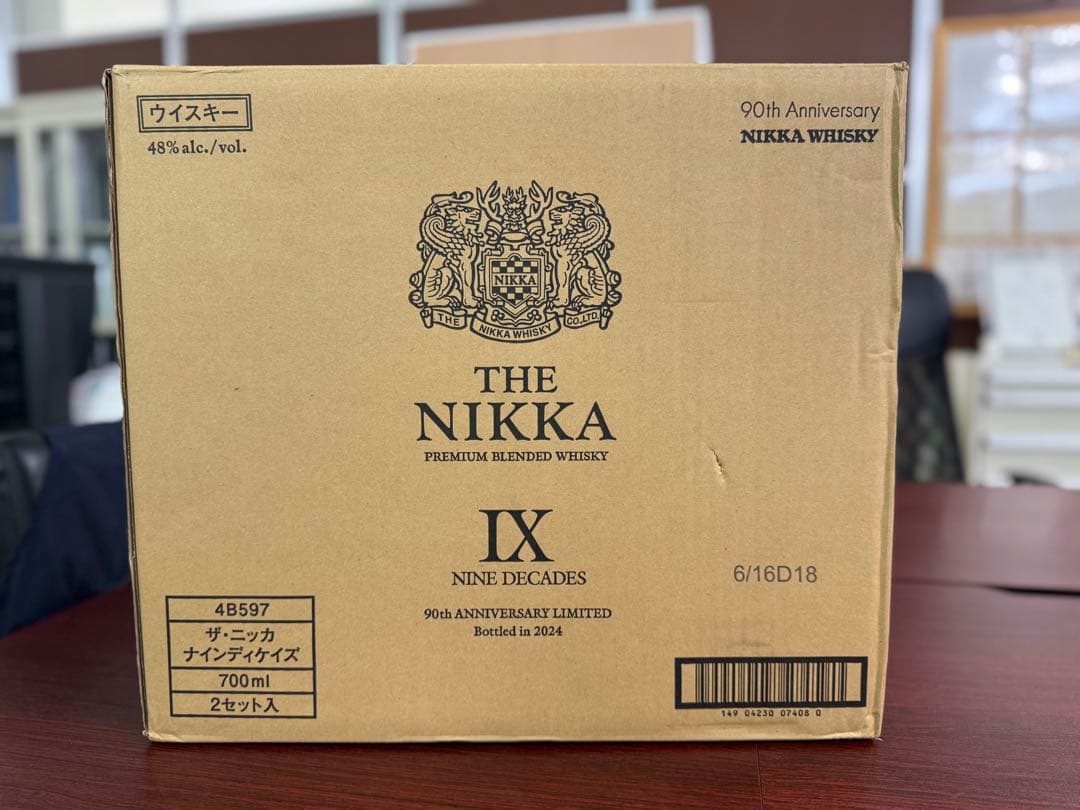 ウイスキー
48% alc./vol.
90th Anniversary
NIKKA WHISKY
NIKKA
THE NIKKA WHISKY CO.,LTD.
THE
NIKKA
PREMIUM BLENDED WHISKY
IX
NINE DECADES
90th ANNIVERSARY LIMITED
Bottled in 2024
6/16D18
4B597
ザ・ニッカ
ナインディケイズ
700ml
2セット入
149 04230 07408 0